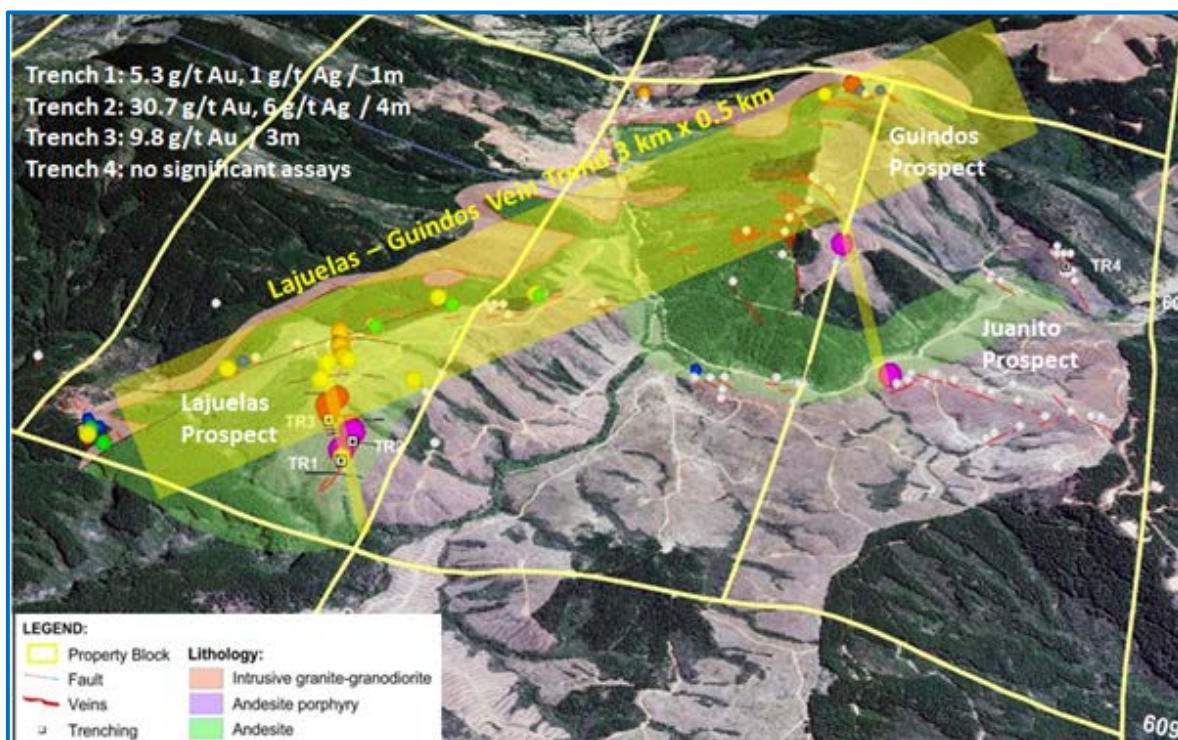 Trench 1: 5.3 g/t Au, 1 g/t Ag / 1m
Trench 2: 30.7 g/t Au, 6 g/t Ag / 4m
Trench 3: 9.8 g/t Au / 3m
Trench 4: no significant assays
Lajuelas – Guindos Vein Trend 3 km x 0.5 km
Guindos
Prospect
TR4
60
Juanito
Prospect
Lajuelas
Prospect
TR3
TR2
TR1
LEGEND:
Property Block
Fault
Veins
Trenching
Lithology:
Intrusive granite-granodiorite
Andesite porphyry
Andesite
609